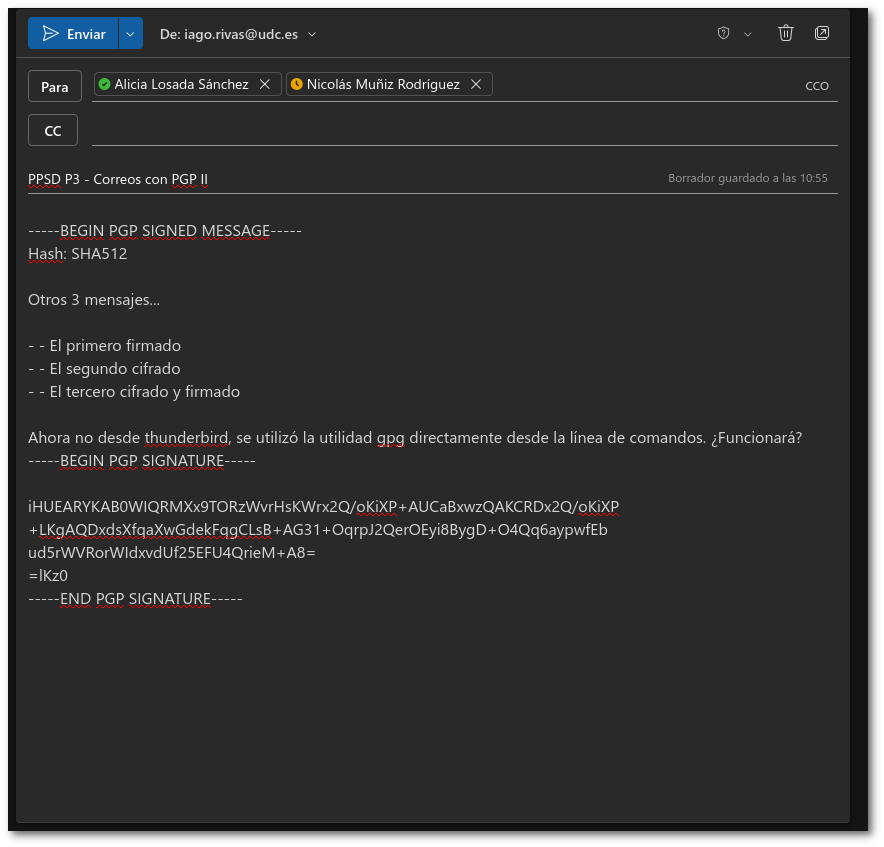 Enviar
De: iago.rivas@udc.es
Para
Alicia Losada Sánchez
Nicolás Muñiz Rodríguez
CCO
CC
PPSD P3 - Correos con PGP II
Borrador guardado a las 10:55
-----BEGIN PGP SIGNED MESSAGE-----
Hash: SHA512
Otros 3 mensajes...
- - El primero firmado
- - El segundo cifrado
- - El tercero cifrado y firmado
Ahora no desde thunderbird, se utilizó la utilidad gpg directamente desde la línea de comandos. ¿Funcionará?
-----BEGIN PGP SIGNATURE-----
iHUEARYKAB0WIQRMXx9TORzWvrHsKWrx2Q/oKiXP+AUCaBxwzQAKCRDx2Q/oKiXP
+LKgAQDxdsXfqaXwGdekFqgCLsB+AG31+OqrpJ2QerOEyi8BygD+O4Qq6aypwfEb
ud5rWVRorWIdxvdUf25EFU4QrieM+A8=
=lKz0
-----END PGP SIGNATURE-----